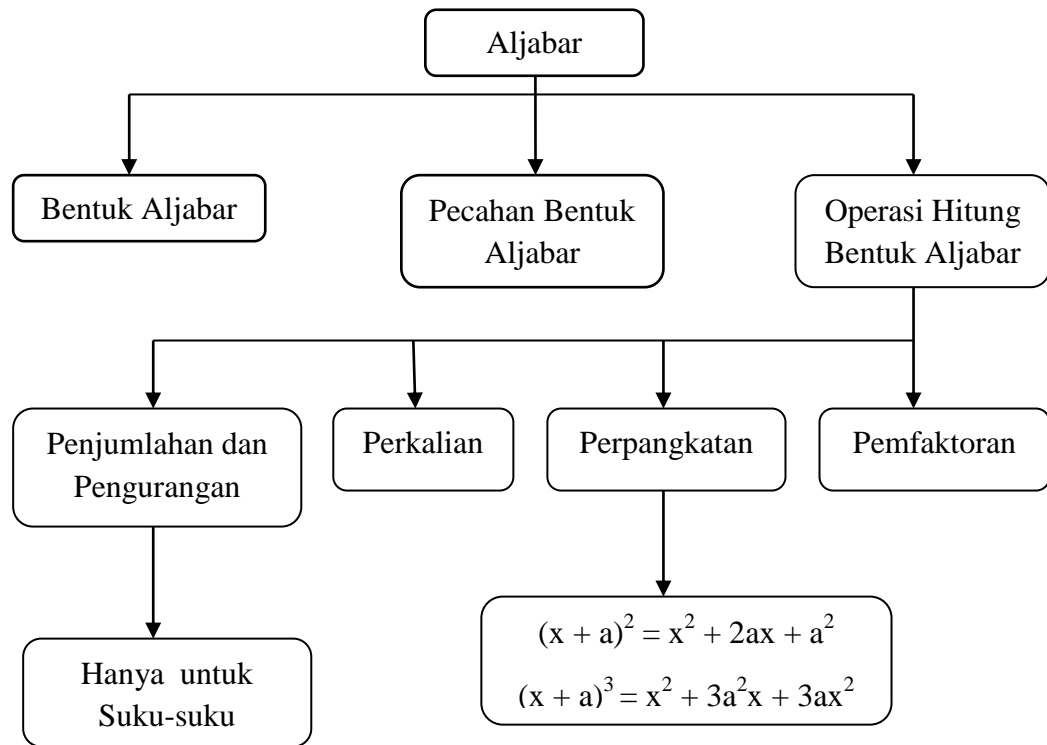 Aljabar
Bentuk Aljabar
Pecahan Bentuk
Aljabar
Operasi Hitung
Bentuk Aljabar
Penjumlahan dan
Pengurangan
Perkalian
Perpangkatan
Pemfaktoran
Hanya untuk
Suku-suku
(x + a)² = x² + 2ax + a²
(x + a)³ = x² + 3a²x + 3ax²